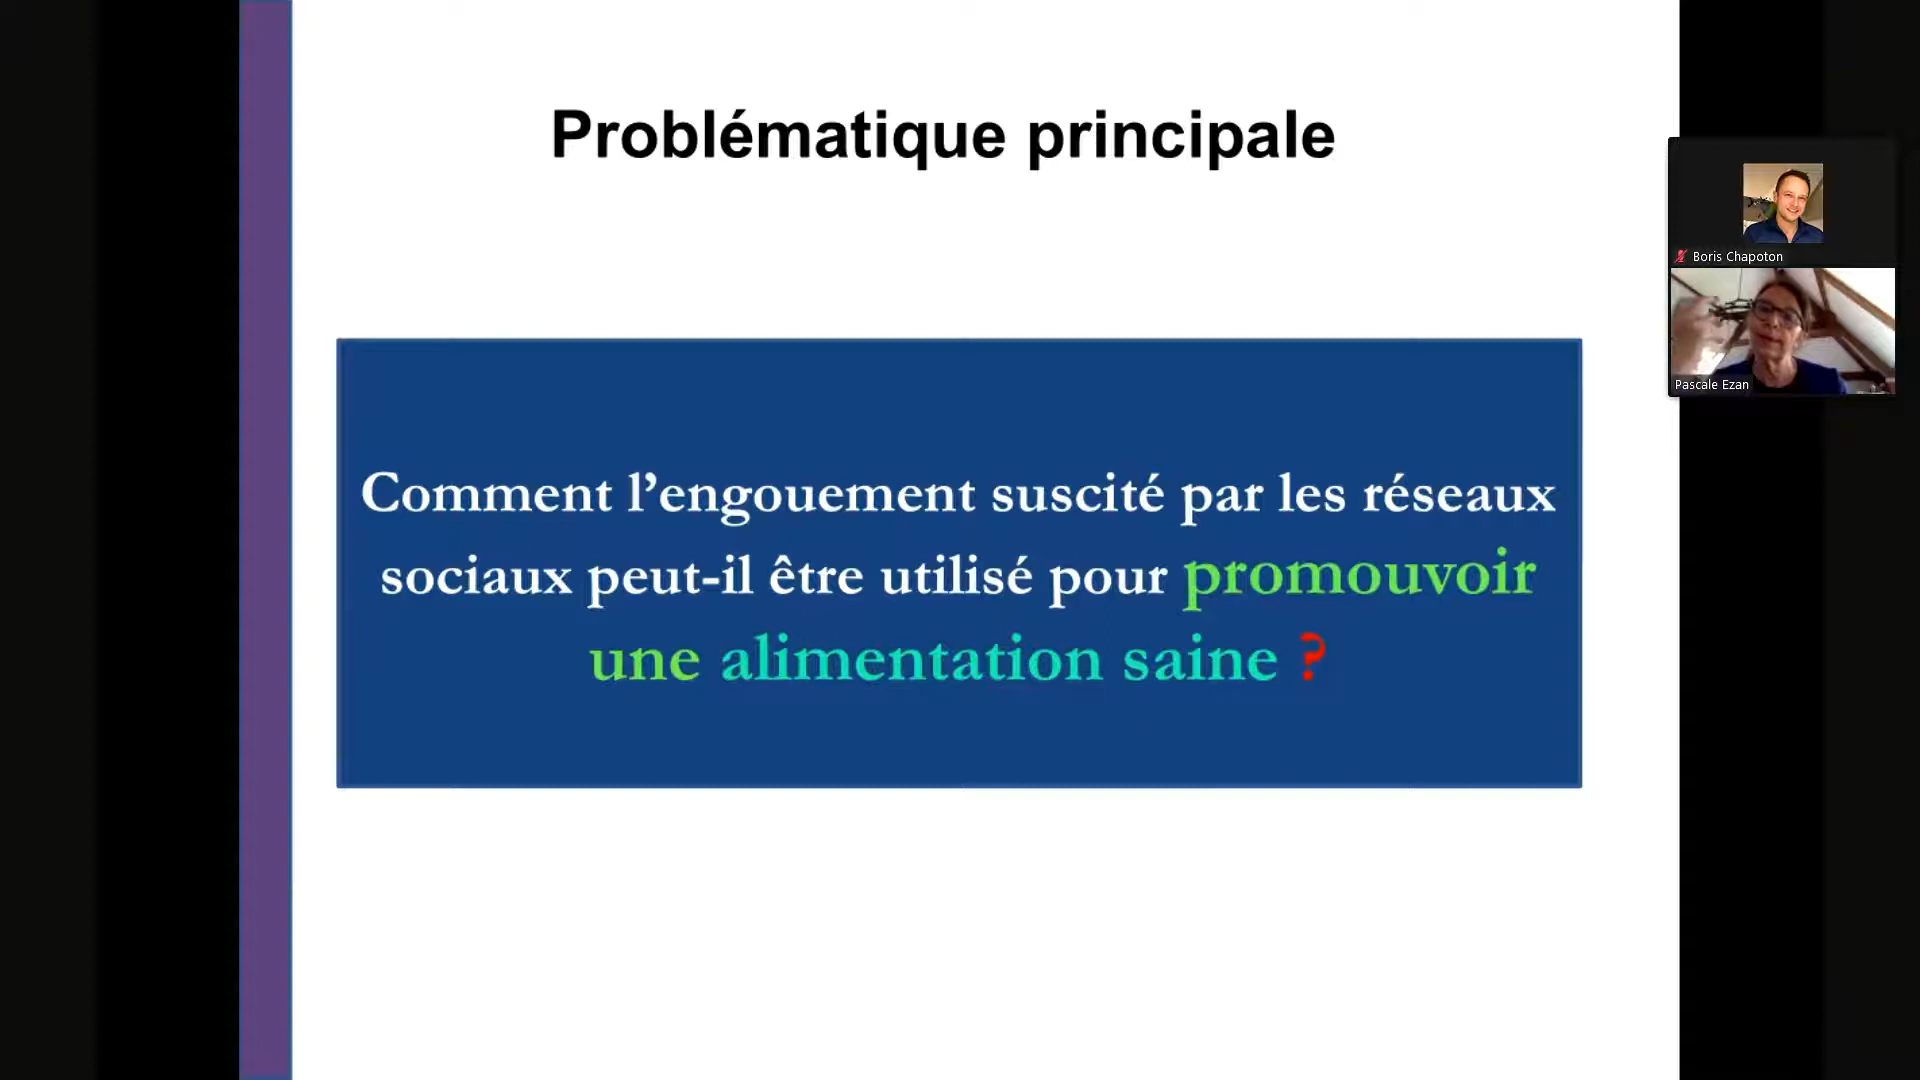 Problématique principale
Comment l’engouement suscité par les réseaux
sociaux peut-il être utilisé pour promouvoir
une alimentation saine ?
Boris Chapoton
Pascale Ezan